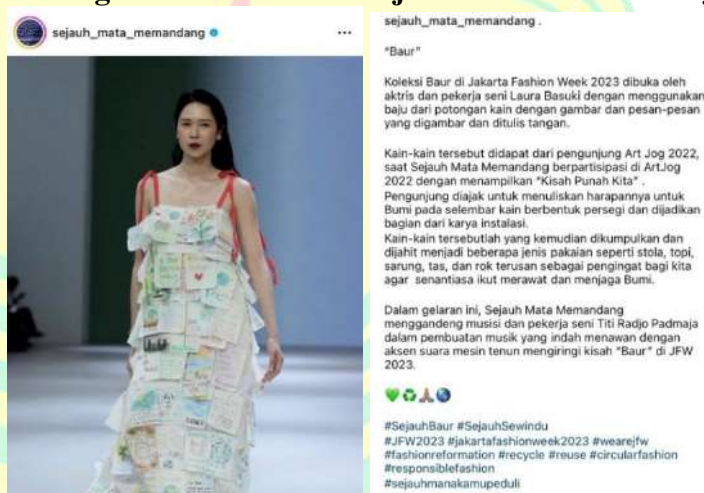 sejauh_mata_memandang
sejauh_mata_memandang .
"Baur"
Koleksi Baur di Jakarta Fashion Week 2023 dibuka oleh
aktris dan pekerja seni Laura Basuki dengan menggunakan
baju dari potongan kain dengan gambar dan pesan-pesan
yang digambar dan ditulis tangan.
Kain-kain tersebut didapat dari pengunjung Art Jog 2022,
saat Sejauh Mata Memandang berpartisipasi di ArtJog
2022 dengan menampilkan "Kisah Punah Kita" .
Pengunjung diajak untuk menuliskan harapannya untuk
Bumi pada selembar kain berbentuk persegi dan dijadikan
bagian dari karya instalasi.
Kain-kain tersebutlah yang kemudian dikumpulkan dan
dijahit menjadi beberapa jenis pakaian seperti stola, topi,
sarung, tas, dan rok terusan sebagai pengingat bagi kita
agar senantiasa ikut merawat dan menjaga Bumi.
Dalam gelaran ini, Sejauh Mata Memandang
menggandeng musisi dan pekerja seni Titi Radjo Padmaja
dalam pembuatan musik yang indah menawan dengan
aksen suara mesin tenun mengiringi kisah "Baur" di JFW
2023.
#SejauhBaur #SejauhSewindu
#JFW2023 #jakartafashionweek2023 #wearejfw
#fashionreformation #recycle #reuse #circularfashion
#responsiblefashion
#sejauhmanakamupeduli